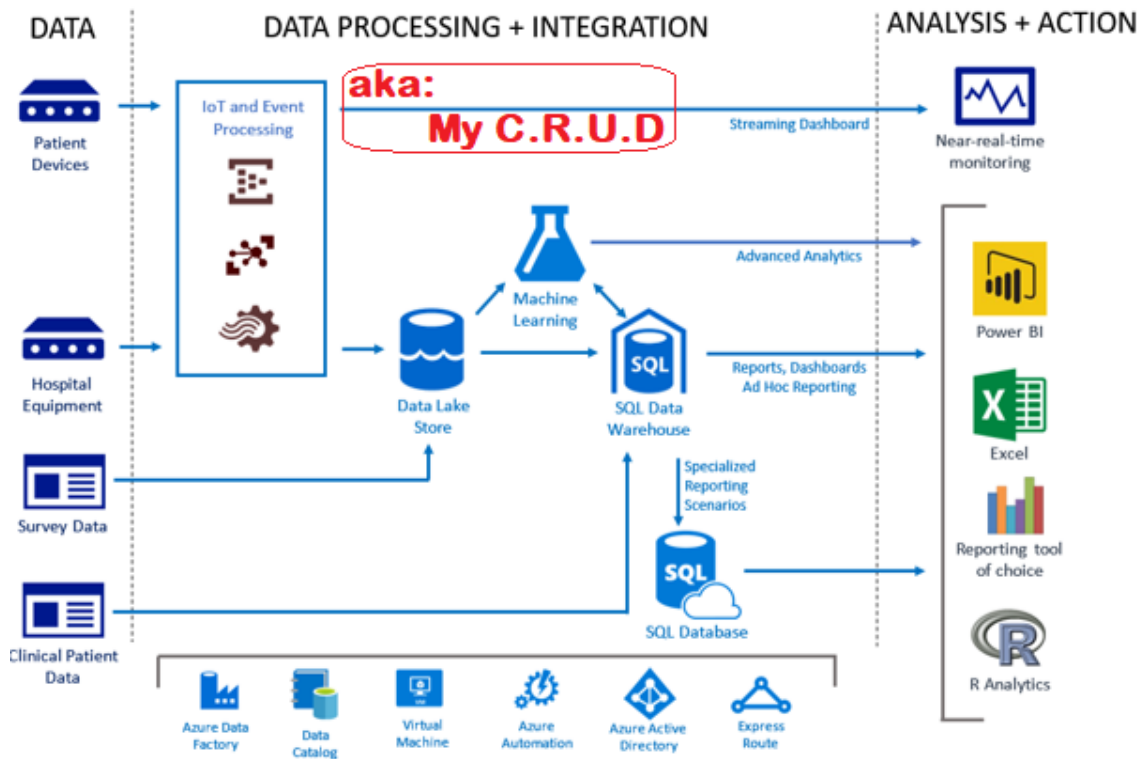 DATA
DATA PROCESSING + INTEGRATION
ANALYSIS + ACTION
aka:
My C.R.U.D
Patient
Devices
IoT and Event
Processing
Streaming Dashboard
Near-real-time
monitoring
Hospital
Equipment
Machine
Learning
Advanced Analytics
Data Lake
Store
SQL
SQL Data
Warehouse
Reports, Dashboards
Ad Hoc Reporting
Power BI
X
Excel
Survey Data
Specialized
Reporting
Scenarios
Reporting tool
of choice
Clinical Patient
Data
SQL
SQL Database
R
R Analytics
Azure Data
Factory
Data
Catalog
Virtual
Machine
Azure
Automation
Azure Active
Directory
Express
Route